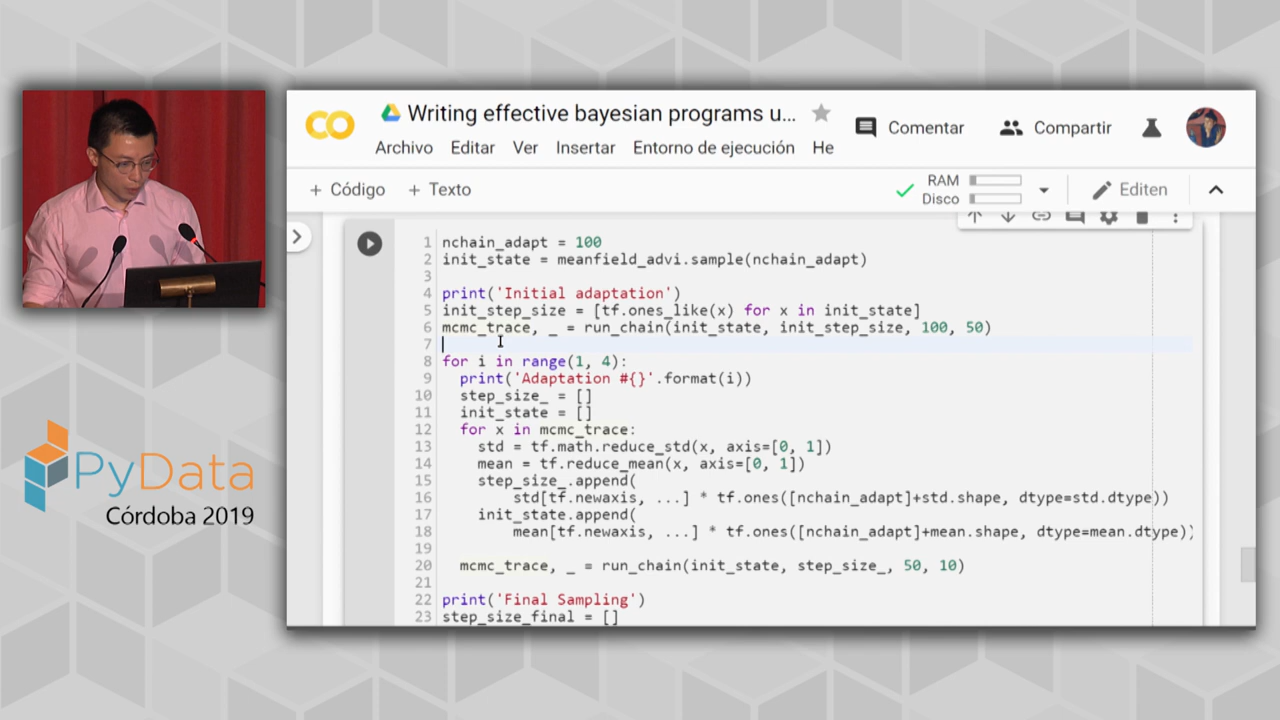 CO
Writing effective bayesian programs u...
Comentar
Compartir
Archivo Editar Ver Insertar Entorno de ejecución He
+ Código + Texto
RAM
Disco
Editen
1 nchain_adapt = 100
2 init_state = meanfield_advi.sample(nchain_adapt)
3
4 print('Initial adaptation')
5 init_step_size = [tf.ones_like(x) for x in init_state]
6 mcmc_trace, _ = run_chain(init_state, init_step_size, 100, 50)
7
8 for i in range(1, 4):
9 print('Adaptation #{}'.format(i))
10 step_size_ = []
11 init_state = []
12 for x in mcmc_trace:
13 std = tf.math.reduce_std(x, axis=[0, 1])
14 mean = tf.reduce_mean(x, axis=[0, 1])
15 step_size_.append(
16 std[tf.newaxis, ...] * tf.ones([nchain_adapt]+std.shape, dtype=std.dtype))
17 init_state.append(
18 mean[tf.newaxis, ...] * tf.ones([nchain_adapt]+mean.shape, dtype=mean.dtype))
19
20 mcmc_trace, _ = run_chain(init_state, step_size_, 50, 10)
21
22 print('Final Sampling')
23 step_size_final = []
PyData
Córdoba 2019